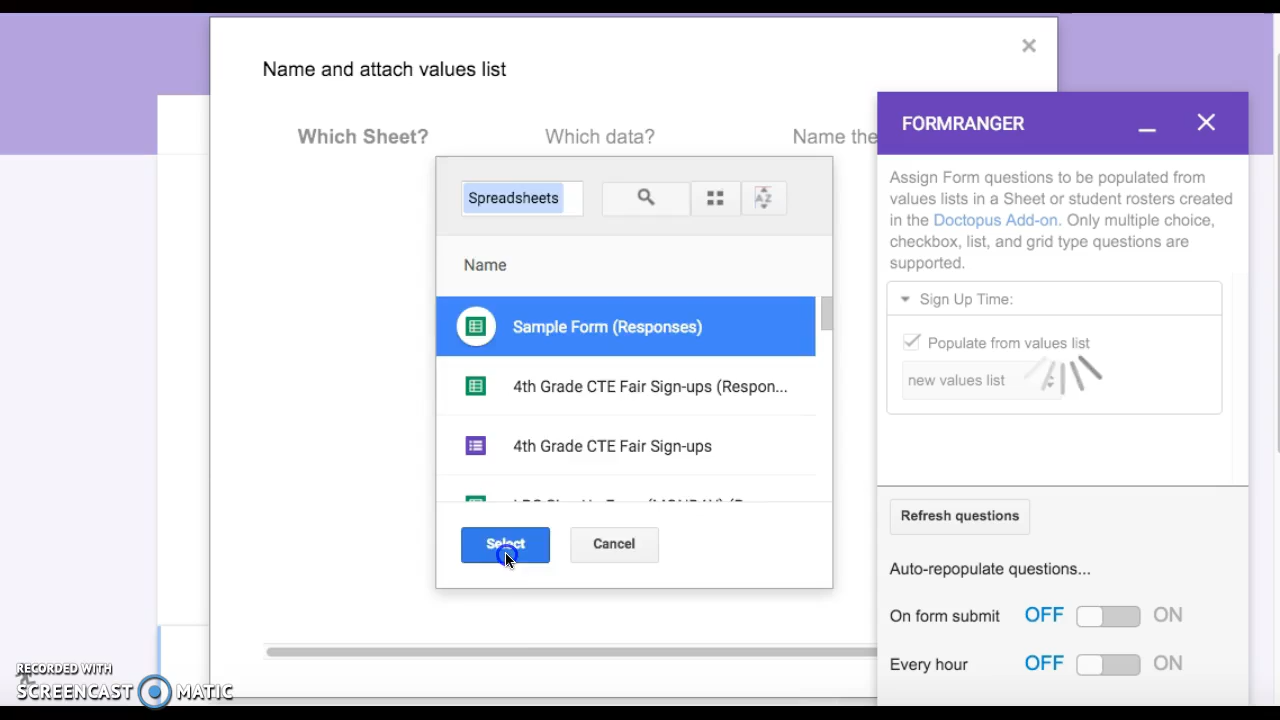 Name and attach values list
Which Sheet?
Which data?
Name the
Spreadsheets
Name
Sample Form (Responses)
4th Grade CTE Fair Sign-ups (Respon...
4th Grade CTE Fair Sign-ups
Select
Cancel
FORMRANGER
Assign Form questions to be populated from
values lists in a Sheet or student rosters created
in the Doctopus Add-on. Only multiple choice,
checkbox, list, and grid type questions are
supported.
Sign Up Time:
Populate from values list
new values list
Refresh questions
Auto-repopulate questions...
On form submit OFF ON
Every hour OFF ON
RECORDED WITH
SCREENCAST MATIC